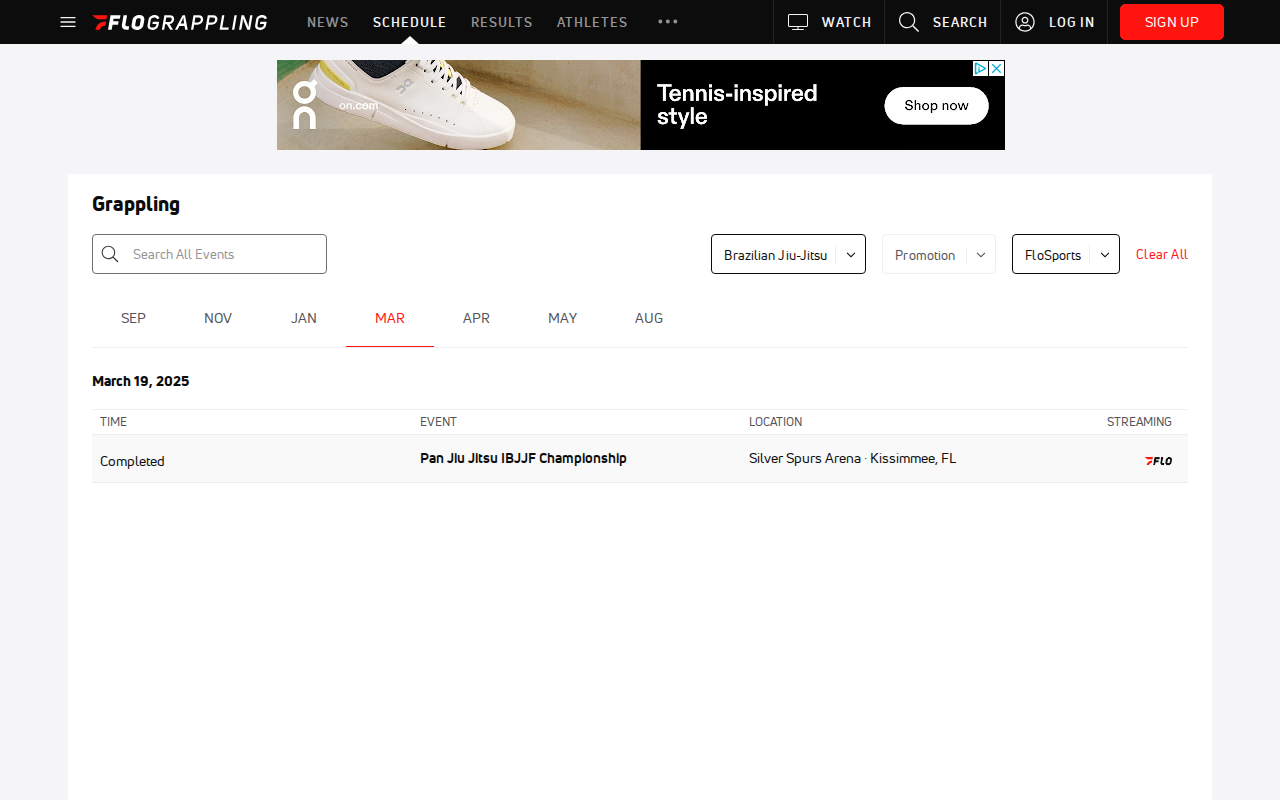 FLOGRAPPLING NEWS SCHEDULE RESULTS ATHLETES WATCH SEARCH LOG IN SIGN UP
on.com
Tennis-inspired
style
Shop now
Grappling
Search All Events
Brazilian Jiu-Jitsu
Promotion
FloSports
Clear All
SEP NOV JAN MAR APR MAY AUG
March 19, 2025
TIME EVENT LOCATION STREAMING
Completed Pan Jiu Jitsu IBJJF Championship Silver Spurs Arena · Kissimmee, FL FLO